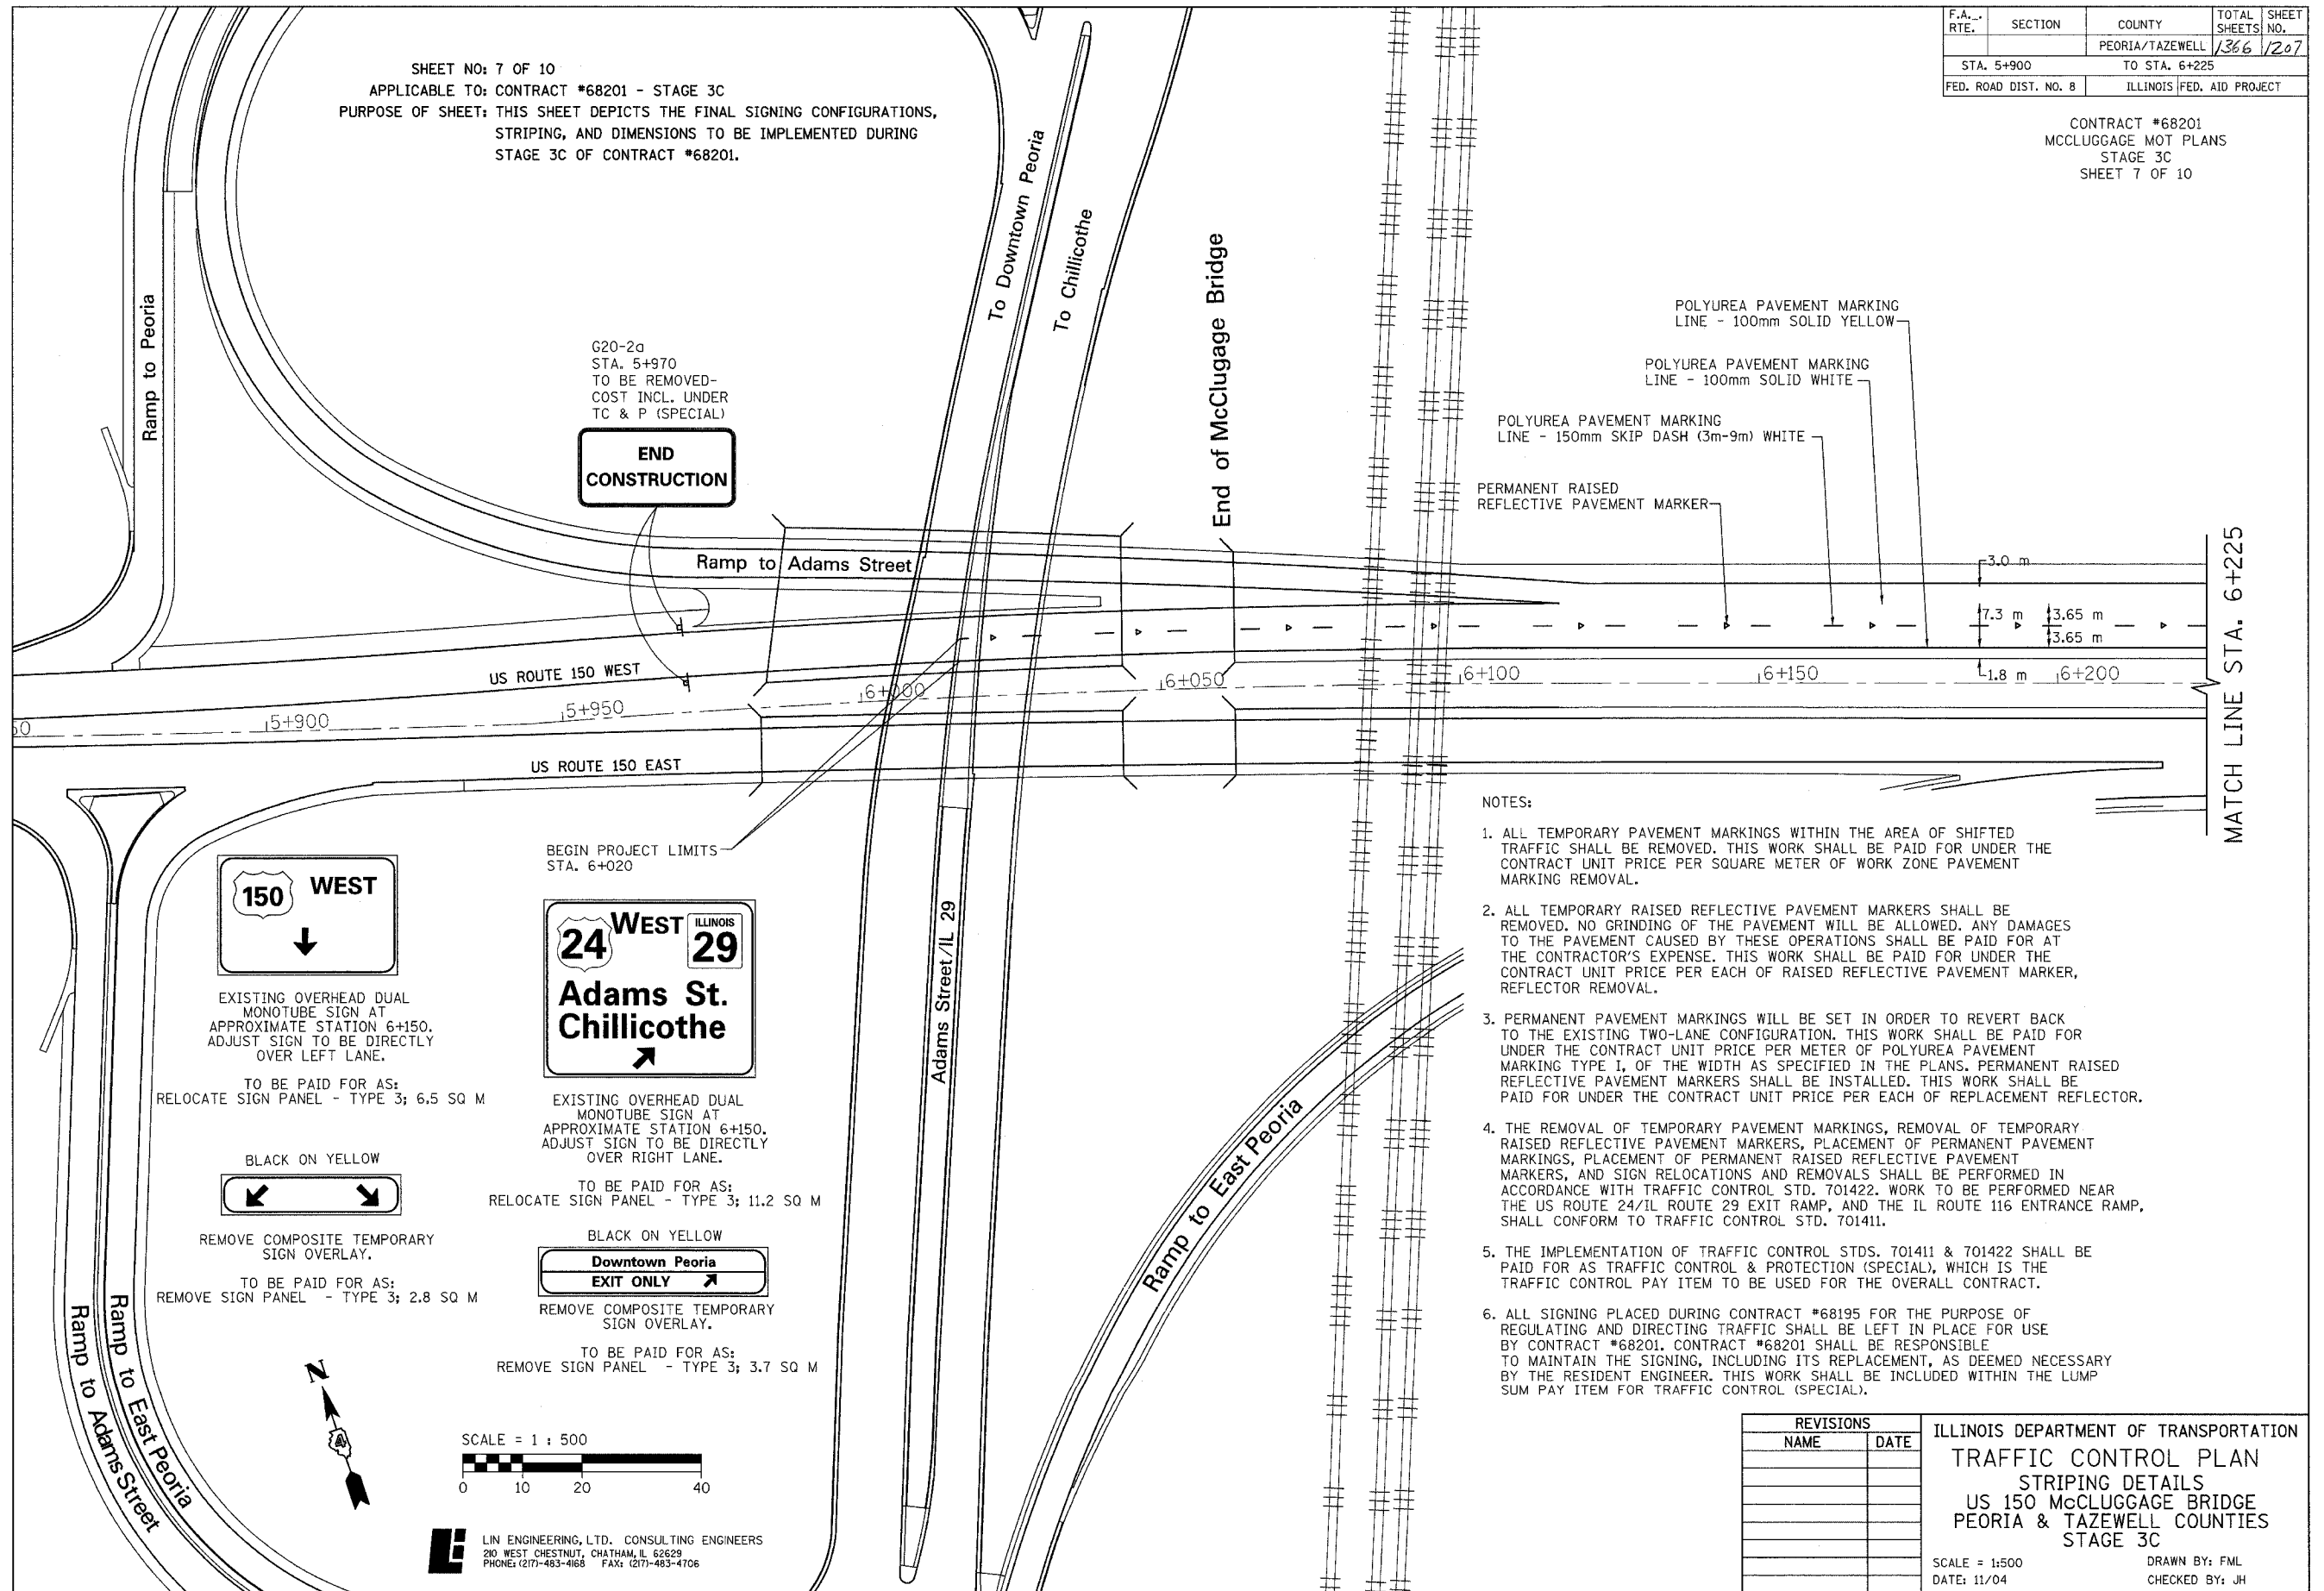 SHEET NO: 7 OF 10
APPLICABLE TO: CONTRACT #68201 - STAGE 3C
PURPOSE OF SHEET: THIS SHEET DEPICTS THE FINAL SIGNING CONFIGURATIONS,
STRIPING, AND DIMENSIONS TO BE IMPLEMENTED DURING
STAGE 3C OF CONTRACT #68201.
F.A._. RTE. SECTION COUNTY TOTAL SHEETS SHEET NO.
PEORIA/TAZEWELL 1366 1207
STA. 5+900 TO STA. 6+225
FED. ROAD DIST. NO. 8 ILLINOIS FED. AID PROJECT
CONTRACT #68201
MCCLUGGAGE MOT PLANS
STAGE 3C
SHEET 7 OF 10
Ramp to Peoria
To Downtown Peoria
To Chillicothe
End of McClugage Bridge
G20-2a
STA. 5+970
TO BE REMOVED-
COST INCL. UNDER
TC & P (SPECIAL)
END
CONSTRUCTION
POLYUREA PAVEMENT MARKING
LINE - 100mm SOLID YELLOW
POLYUREA PAVEMENT MARKING
LINE - 100mm SOLID WHITE
POLYUREA PAVEMENT MARKING
LINE - 150mm SKIP DASH (3m-9m) WHITE
PERMANENT RAISED
REFLECTIVE PAVEMENT MARKER
Ramp to Adams Street
3.0 m
7.3 m 3.65 m
3.65 m
1.8 m
MATCH LINE STA. 6+225
US ROUTE 150 WEST
50 5+900 5+950 6+000 6+050 6+100 6+150 6+200
US ROUTE 150 EAST
BEGIN PROJECT LIMITS
STA. 6+020
150 WEST
EXISTING OVERHEAD DUAL
MONOTUBE SIGN AT
APPROXIMATE STATION 6+150.
ADJUST SIGN TO BE DIRECTLY
OVER LEFT LANE.
TO BE PAID FOR AS:
RELOCATE SIGN PANEL - TYPE 3; 6.5 SQ M
BLACK ON YELLOW
REMOVE COMPOSITE TEMPORARY
SIGN OVERLAY.
TO BE PAID FOR AS:
REMOVE SIGN PANEL - TYPE 3; 2.8 SQ M
24 WEST ILLINOIS 29
Adams St.
Chillicothe
EXISTING OVERHEAD DUAL
MONOTUBE SIGN AT
APPROXIMATE STATION 6+150.
ADJUST SIGN TO BE DIRECTLY
OVER RIGHT LANE.
TO BE PAID FOR AS:
RELOCATE SIGN PANEL - TYPE 3; 11.2 SQ M
BLACK ON YELLOW
Downtown Peoria
EXIT ONLY
REMOVE COMPOSITE TEMPORARY
SIGN OVERLAY.
TO BE PAID FOR AS:
REMOVE SIGN PANEL - TYPE 3; 3.7 SQ M
Adams Street/IL 29
Ramp to East Peoria
Ramp to Adams Street
Ramp to East Peoria
NOTES:
1. ALL TEMPORARY PAVEMENT MARKINGS WITHIN THE AREA OF SHIFTED
TRAFFIC SHALL BE REMOVED. THIS WORK SHALL BE PAID FOR UNDER THE
CONTRACT UNIT PRICE PER SQUARE METER OF WORK ZONE PAVEMENT
MARKING REMOVAL.
2. ALL TEMPORARY RAISED REFLECTIVE PAVEMENT MARKERS SHALL BE
REMOVED. NO GRINDING OF THE PAVEMENT WILL BE ALLOWED. ANY DAMAGES
TO THE PAVEMENT CAUSED BY THESE OPERATIONS SHALL BE PAID FOR AT
THE CONTRACTOR'S EXPENSE. THIS WORK SHALL BE PAID FOR UNDER THE
CONTRACT UNIT PRICE PER EACH OF RAISED REFLECTIVE PAVEMENT MARKER,
REFLECTOR REMOVAL.
3. PERMANENT PAVEMENT MARKINGS WILL BE SET IN ORDER TO REVERT BACK
TO THE EXISTING TWO-LANE CONFIGURATION. THIS WORK SHALL BE PAID FOR
UNDER THE CONTRACT UNIT PRICE PER METER OF POLYUREA PAVEMENT
MARKING TYPE I, OF THE WIDTH AS SPECIFIED IN THE PLANS. PERMANENT RAISED
REFLECTIVE PAVEMENT MARKERS SHALL BE INSTALLED. THIS WORK SHALL BE
PAID FOR UNDER THE CONTRACT UNIT PRICE PER EACH OF REPLACEMENT REFLECTOR.
4. THE REMOVAL OF TEMPORARY PAVEMENT MARKINGS, REMOVAL OF TEMPORARY
RAISED REFLECTIVE PAVEMENT MARKERS, PLACEMENT OF PERMANENT PAVEMENT
MARKINGS, PLACEMENT OF PERMANENT RAISED REFLECTIVE PAVEMENT
MARKERS, AND SIGN RELOCATIONS AND REMOVALS SHALL BE PERFORMED IN
ACCORDANCE WITH TRAFFIC CONTROL STD. 701422. WORK TO BE PERFORMED NEAR
THE US ROUTE 24/IL ROUTE 29 EXIT RAMP, AND THE IL ROUTE 116 ENTRANCE RAMP,
SHALL CONFORM TO TRAFFIC CONTROL STD. 701411.
5. THE IMPLEMENTATION OF TRAFFIC CONTROL STDS. 701411 & 701422 SHALL BE
PAID FOR AS TRAFFIC CONTROL & PROTECTION (SPECIAL), WHICH IS THE
TRAFFIC CONTROL PAY ITEM TO BE USED FOR THE OVERALL CONTRACT.
6. ALL SIGNING PLACED DURING CONTRACT #68195 FOR THE PURPOSE OF
REGULATING AND DIRECTING TRAFFIC SHALL BE LEFT IN PLACE FOR USE
BY CONTRACT #68201. CONTRACT #68201 SHALL BE RESPONSIBLE
TO MAINTAIN THE SIGNING, INCLUDING ITS REPLACEMENT, AS DEEMED NECESSARY
BY THE RESIDENT ENGINEER. THIS WORK SHALL BE INCLUDED WITHIN THE LUMP
SUM PAY ITEM FOR TRAFFIC CONTROL (SPECIAL).
N
4
SCALE = 1 : 500
0 10 20 40
LIN ENGINEERING, LTD. CONSULTING ENGINEERS
210 WEST CHESTNUT, CHATHAM, IL 62629
PHONE: (217)-483-4168 FAX: (217)-483-4706
REVISIONS
NAME DATE
ILLINOIS DEPARTMENT OF TRANSPORTATION
TRAFFIC CONTROL PLAN
STRIPING DETAILS
US 150 McCLUGGAGE BRIDGE
PEORIA & TAZEWELL COUNTIES
STAGE 3C
SCALE = 1:500 DRAWN BY: FML
DATE: 11/04 CHECKED BY: JH